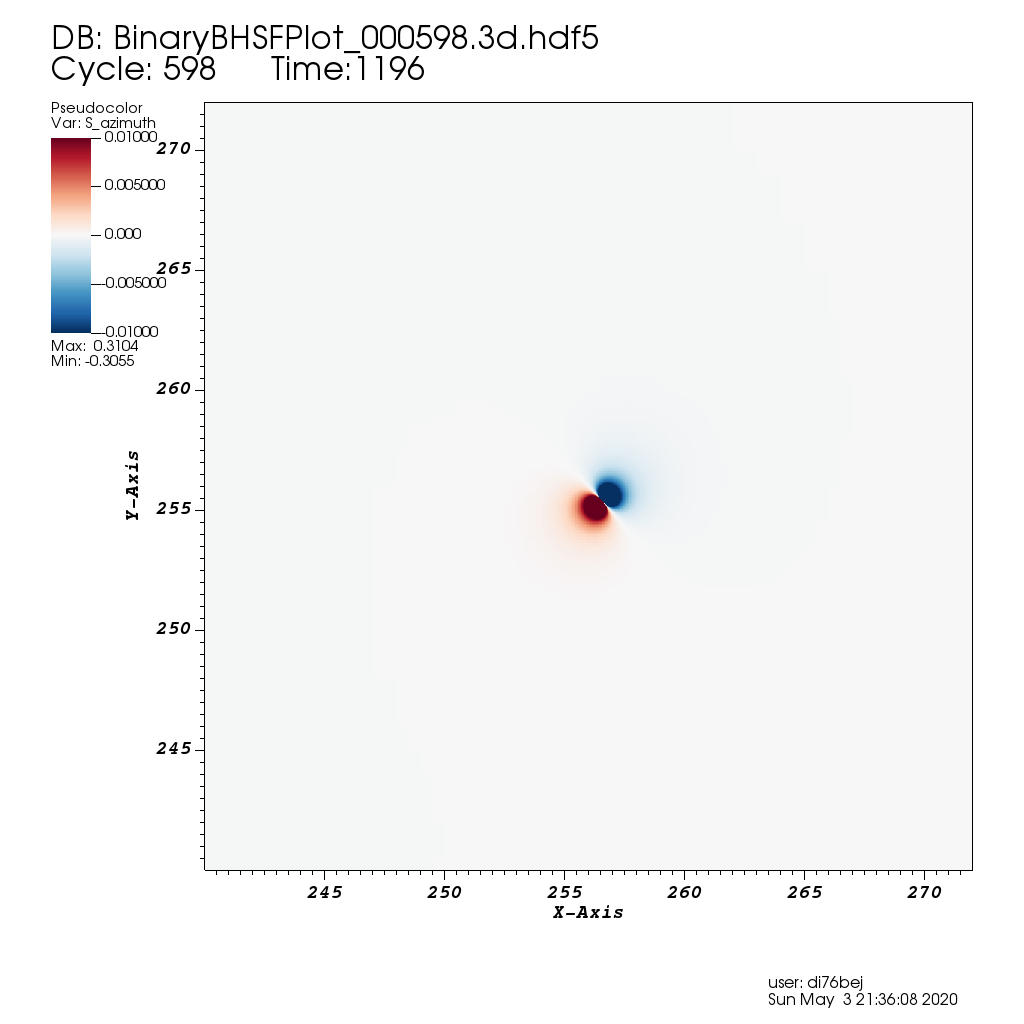 DB: BinaryBHSFPlot_000598.3d.hdf5
Cycle: 598 Time:1196
Pseudocolor
Var: S_azimuth
0.01000
0.005000
0.000
-0.005000
-0.01000
Max: 0.3104
Min: -0.3055
270
265
260
255
250
245
Y-Axis
245 250 255 260 265 270
X-Axis
user: di76bej
Sun May 3 21:36:08 2020